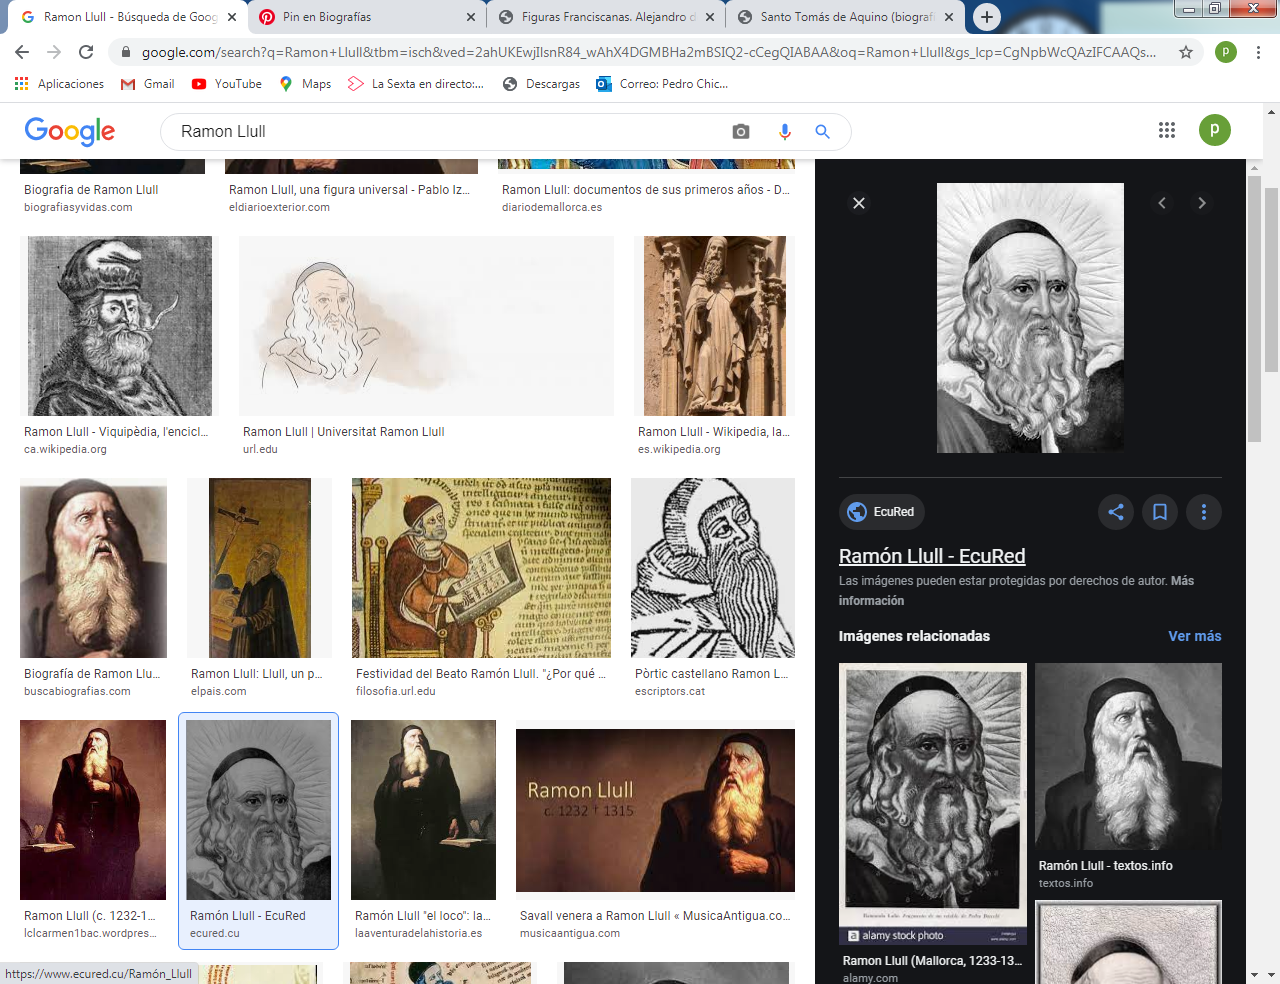 Ramon Llull - Búsqueda de Goog
Pin en Biografías
Figuras Franciscanas. Alejandro d
Santo Tomás de Aquino (biografi
google.com/search?q=Ramon+Llull&tbm=isch&ved=2ahUKEwjIlsnR84_wAhX4DGMBHa2mBSIQ2-cCegQIABAA&oq=Ramon+Llull&gs_lcp=CgNpbWcQAzIFCAAQs...
p
Aplicaciones
Gmail
YouTube
Maps
La Sexta en directo:...
Descargas
Correo: Pedro Chic...
Google
Ramon Llull
p
Biografia de Ramon Llull
biografiasyvidas.com
Ramon Llull, una figura universal - Pablo Iz...
eldiarioexterior.com
Ramon Llull: documentos de sus primeros años - D...
diariodemallorca.es
Ramon Llull - Viquipèdia, l'encicl...
ca.wikipedia.org
Ramon Llull | Universitat Ramon Llull
url.edu
Ramon Llull - Wikipedia, la...
es.wikipedia.org
Biografía de Ramón Llu...
buscabiografias.com
Ramon Llull: Llull, un p...
elpais.com
Festividad del Beato Ramón Llull. "¿Por qué ...
filosofia.url.edu
Pòrtic castellano Ramon L...
escriptors.cat
Ramon Llull
c. 1232 † 1315
Ramon Llull (c. 1232-1...
lclcarmen1bac.wordpres...
Ramón Llull - EcuRed
ecured.cu
Ramón Llull "el loco": la...
laaventuradelahistoria.es
Savall venera a Ramon Llull « MusicaAntigua.co...
musicaantigua.com
https://www.ecured.cu/Ramón_Llull
EcuRed
Ramón Llull - EcuRed
Las imágenes pueden estar protegidas por derechos de autor. Más
información
Imágenes relacionadas
Ver más
a alamy stock photo
Ramon Llull (Mallorca, 1233-13...
alamy.com
Ramón Llull - textos.info
textos.info